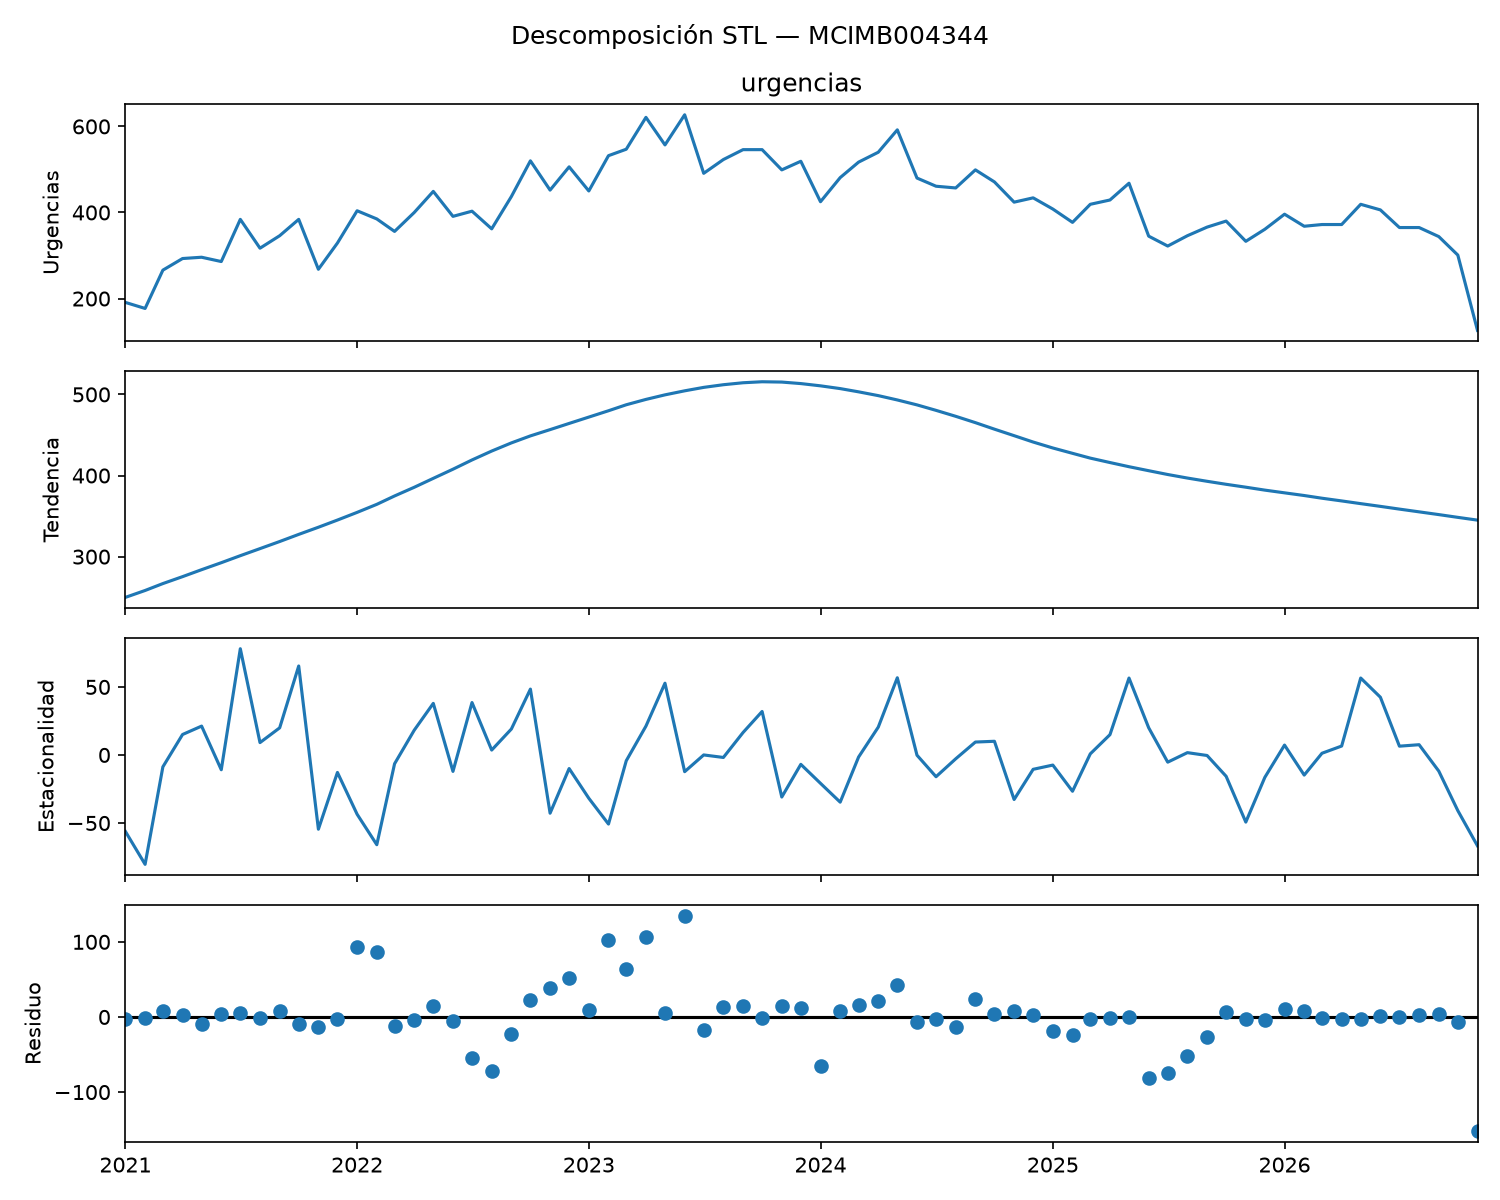 Descomposición STL — MCIMB004344
urgencias
Urgencias
600
400
200
Tendencia
500
400
300
Estacionalidad
50
0
−50
Residuo
100
0
−100
2021 2022 2023 2024 2025 2026